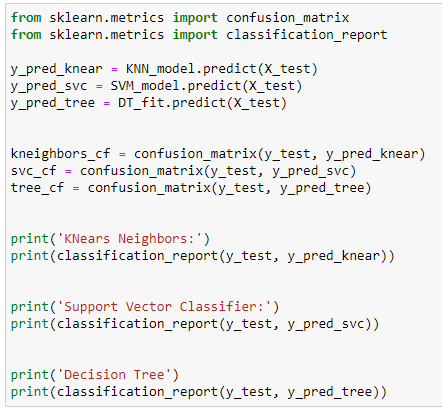 from sklearn.metrics import confusion_matrix
from sklearn.metrics import classification_report
y_pred_knear = KNN_model.predict(X_test)
y_pred_svc = SVM_model.predict(X_test)
y_pred_tree = DT_fit.predict(X_test)
kneighbors_cf = confusion_matrix(y_test, y_pred_knear)
svc_cf = confusion_matrix(y_test, y_pred_svc)
tree_cf = confusion_matrix(y_test, y_pred_tree)
print('KNears Neighbors:')
print(classification_report(y_test, y_pred_knear))
print('Support Vector Classifier:')
print(classification_report(y_test, y_pred_svc))
print('Decision Tree')
print(classification_report(y_test, y_pred_tree))